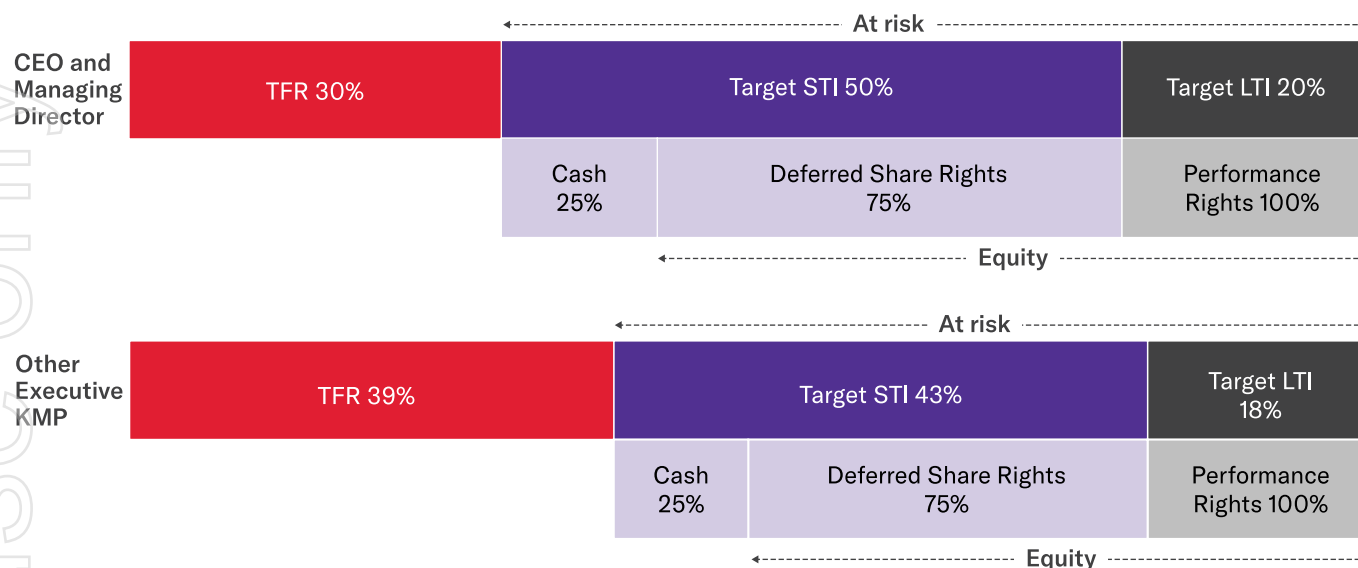 At risk
CEO and
Managing
Director
TFR 30%
Target STI 50%
Target LTI 20%
Cash
25%
Deferred Share Rights
75%
Performance
Rights 100%
Equity
At risk
Other
Executive
KMP
TFR 39%
Target STI 43%
Target LTI
18%
Cash
25%
Deferred Share Rights
75%
Performance
Rights 100%
Equity